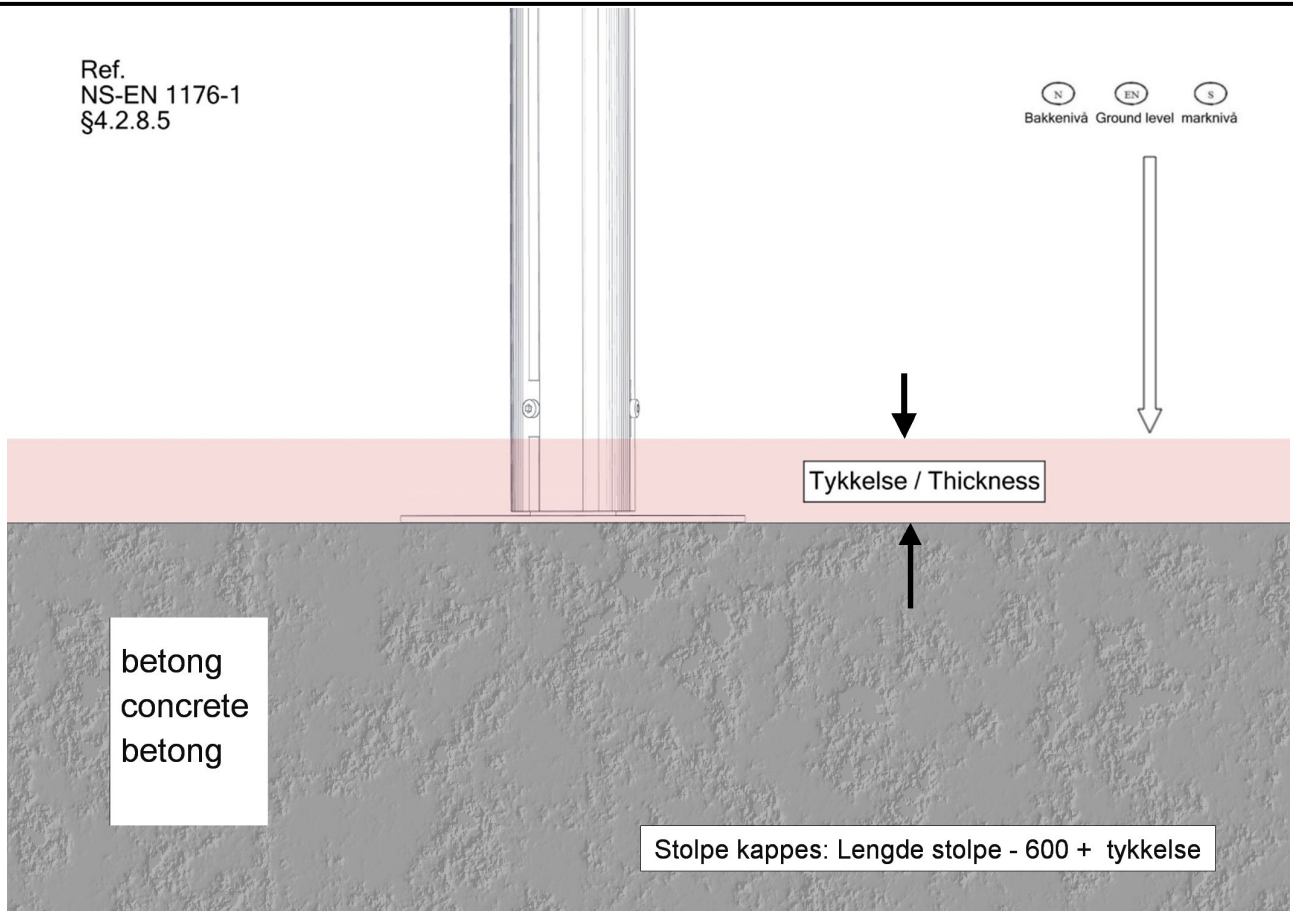 Ref.
NS-EN 1176-1
§4.2.8.5
N EN S
Bakkenivå Ground level marknivå
Tykkelse / Thickness
betong
concrete
betong
Stolpe kappes: Lengde stolpe - 600 + tykkelse